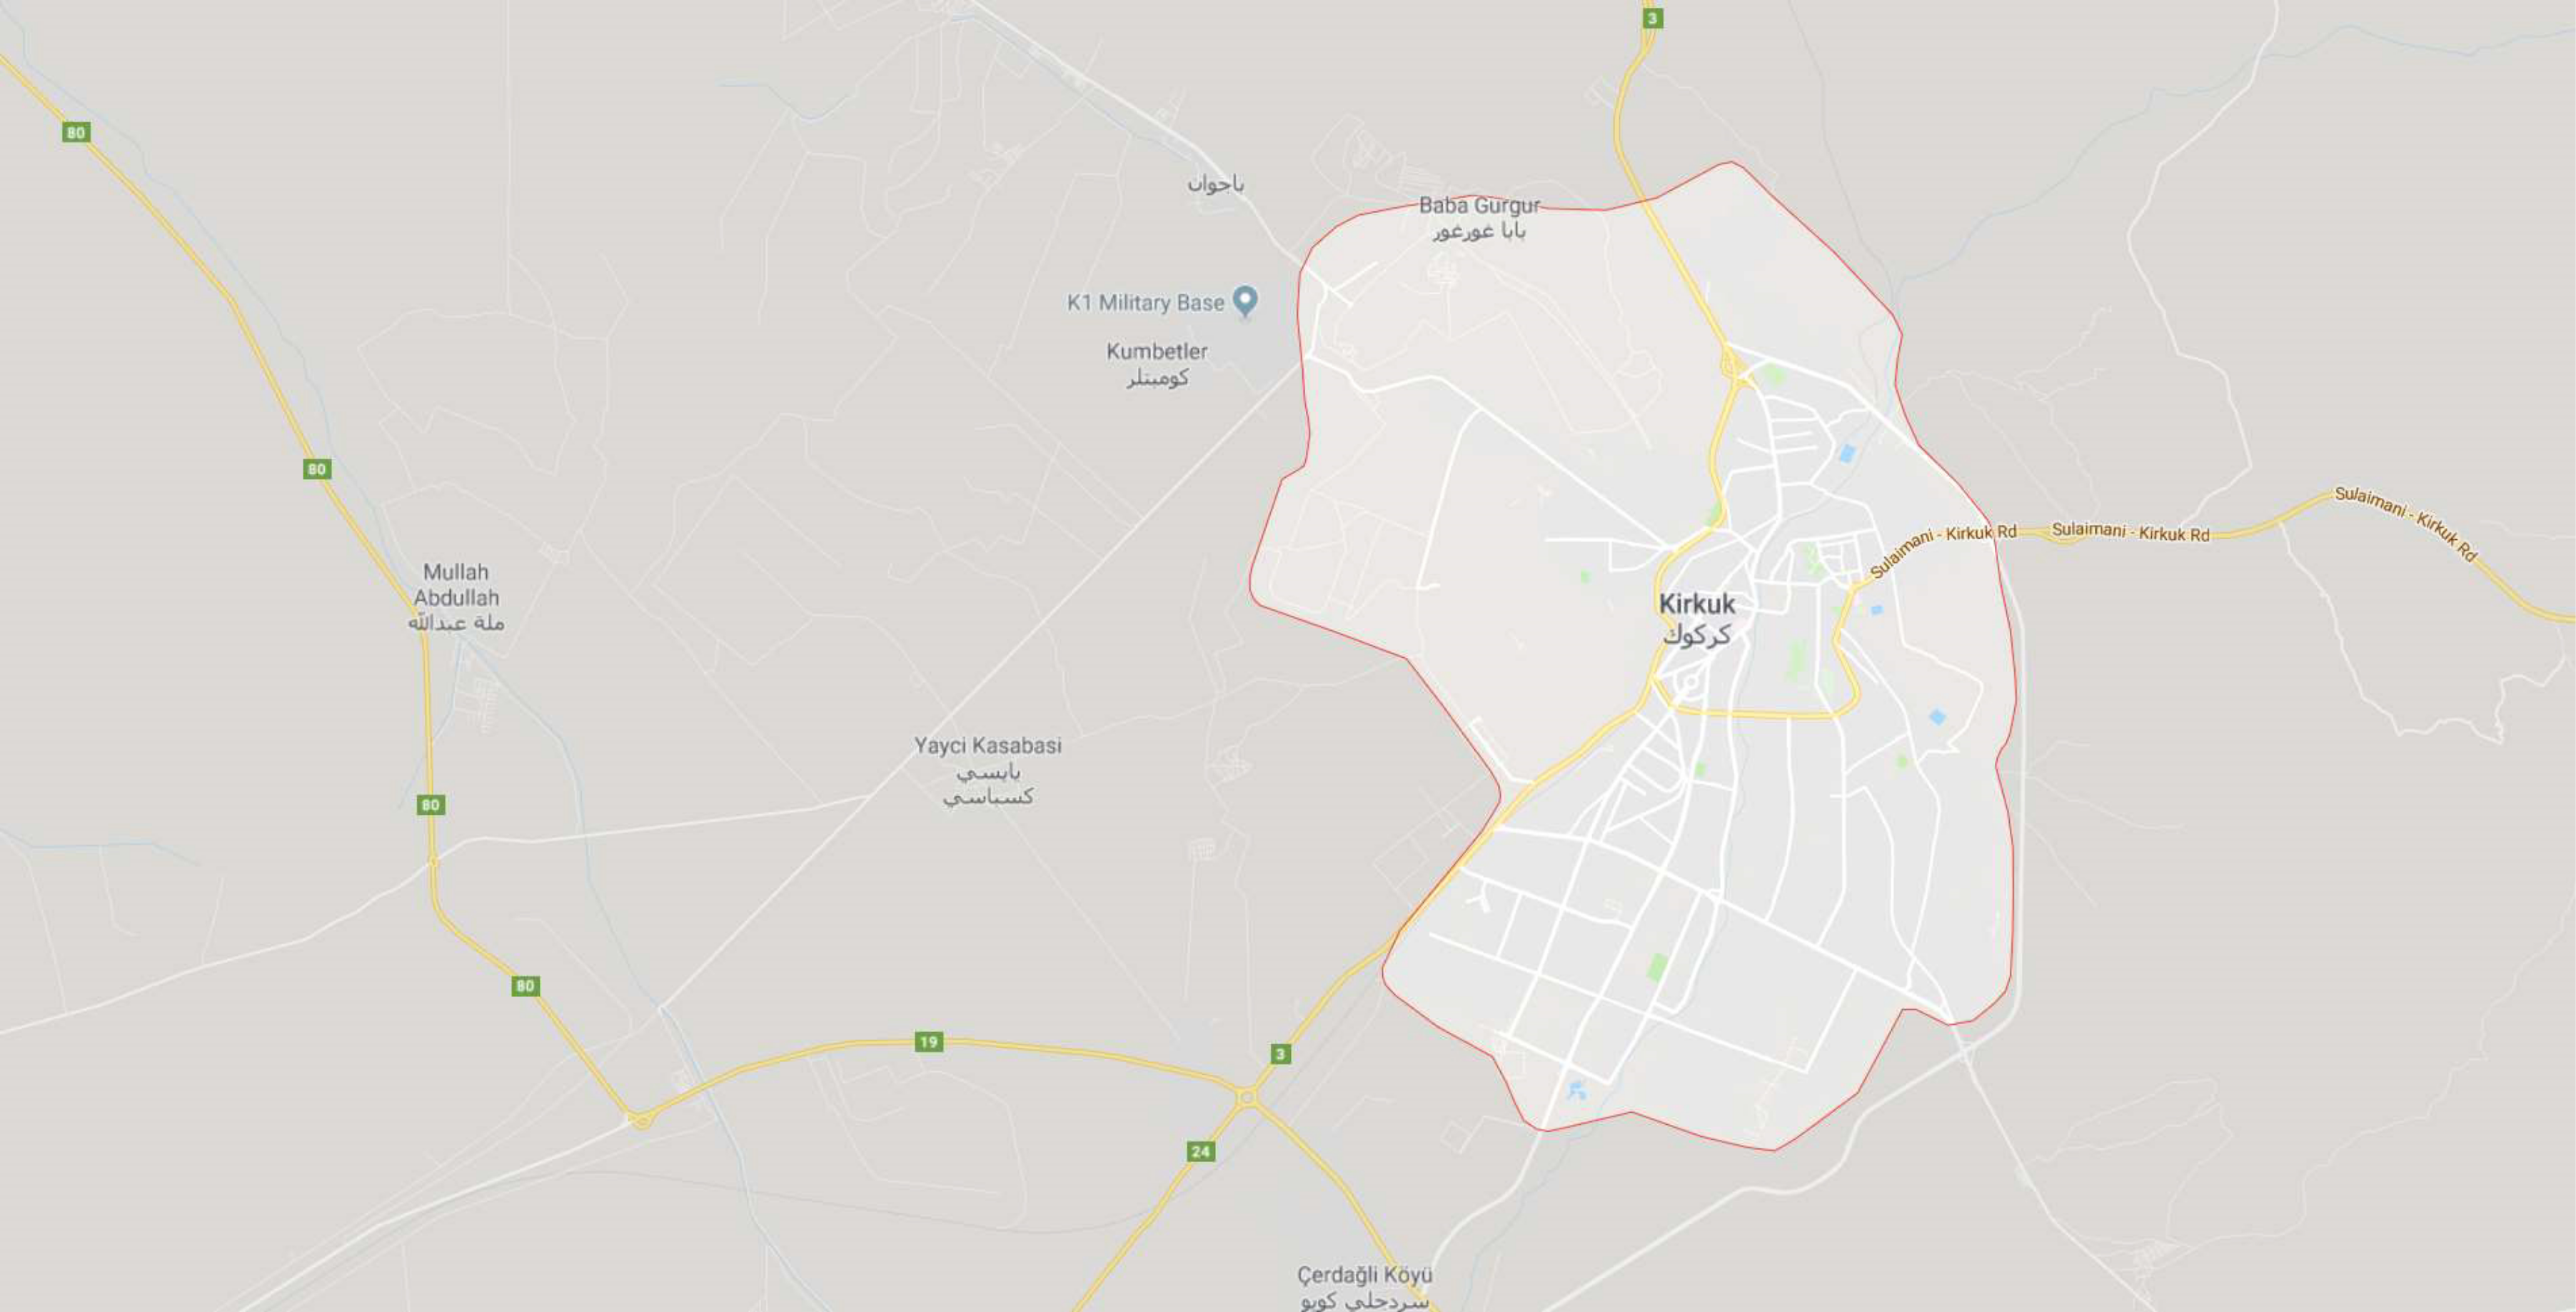 3
80
باجوان
Baba Gurgur
بابا غورغور
K1 Military Base
Kumbetler
كومبتلر
80
Sulaimani - Kirkuk Rd
Sulaimani - Kirkuk Rd
Sulaimani - Kirkuk Rd
Mullah
Abdullah
ملة عبدالله
Kirkuk
كركوك
Yayci Kasabasi
يايسي
كسباسي
80
80
19
3
24
Çerdağli Köyü
سردحلي كويو